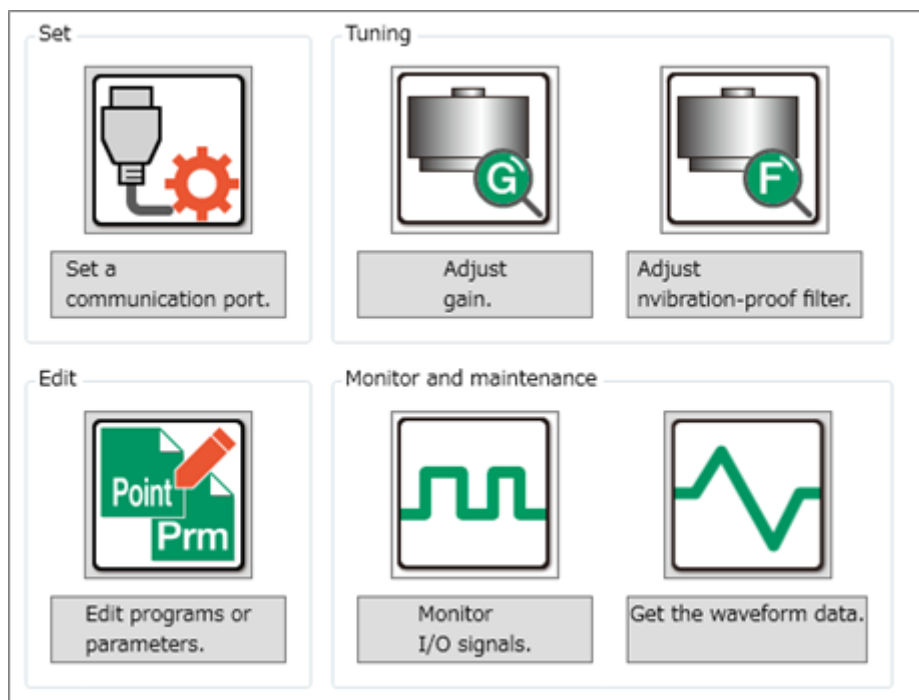 Set
Set a
communication port.
Tuning
G
Adjust
gain.
F
Adjust
nvibration-proof filter.
Edit
Point
Prm
Edit programs or
parameters.
Monitor and maintenance
Monitor
I/O signals.
Get the waveform data.